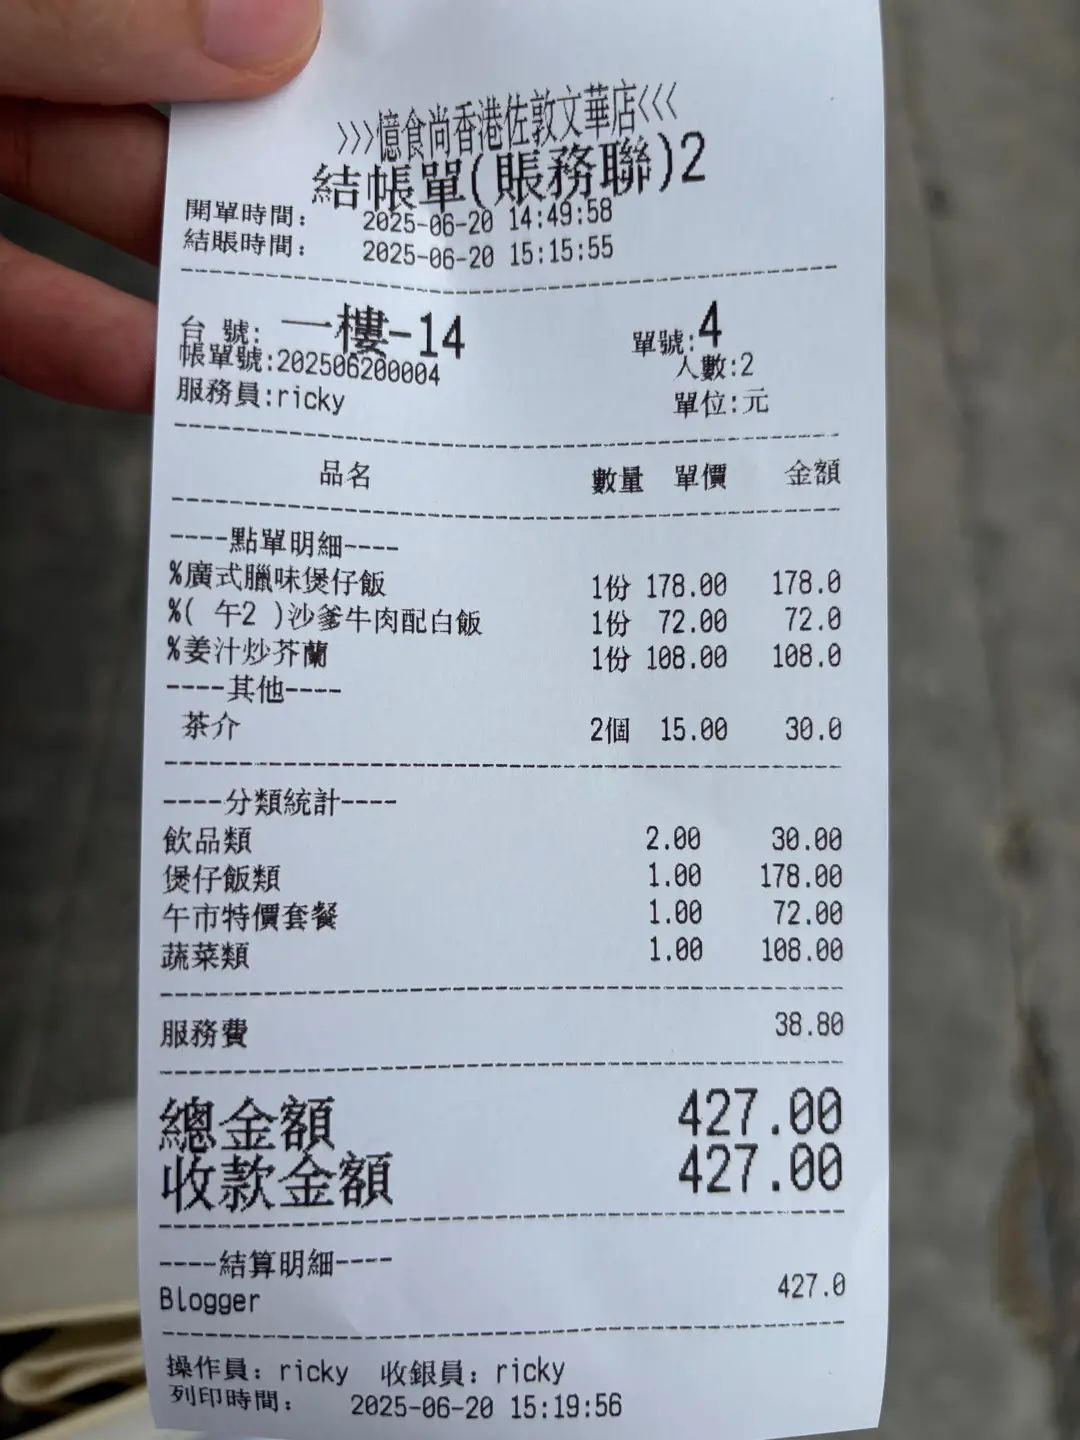 >>>憶食尚香港佐敦文華店<<<
結帳單(賬務聯)2
開單時間: 2025-06-20 14:49:58
結賬時間: 2025-06-20 15:15:55
台 號: 一樓-14 單號:4
帳單號:202506200004 人數:2
服務員:ricky 單位:元
品名 數量 單價 金額
----點單明細----
%廣式臘味煲仔飯 1份 178.00 178.0
%( 午2 )沙爹牛肉配白飯 1份 72.00 72.0
%姜汁炒芥蘭 1份 108.00 108.0
----其他----
茶介 2個 15.00 30.0
----分類統計----
飲品類 2.00 30.00
煲仔飯類 1.00 178.00
午市特價套餐 1.00 72.00
蔬菜類 1.00 108.00
服務費 38.80
總金額 427.00
收款金額 427.00
----結算明細----
Blogger 427.0
操作員: ricky 收銀員: ricky
列印時間: 2025-06-20 15:19:56